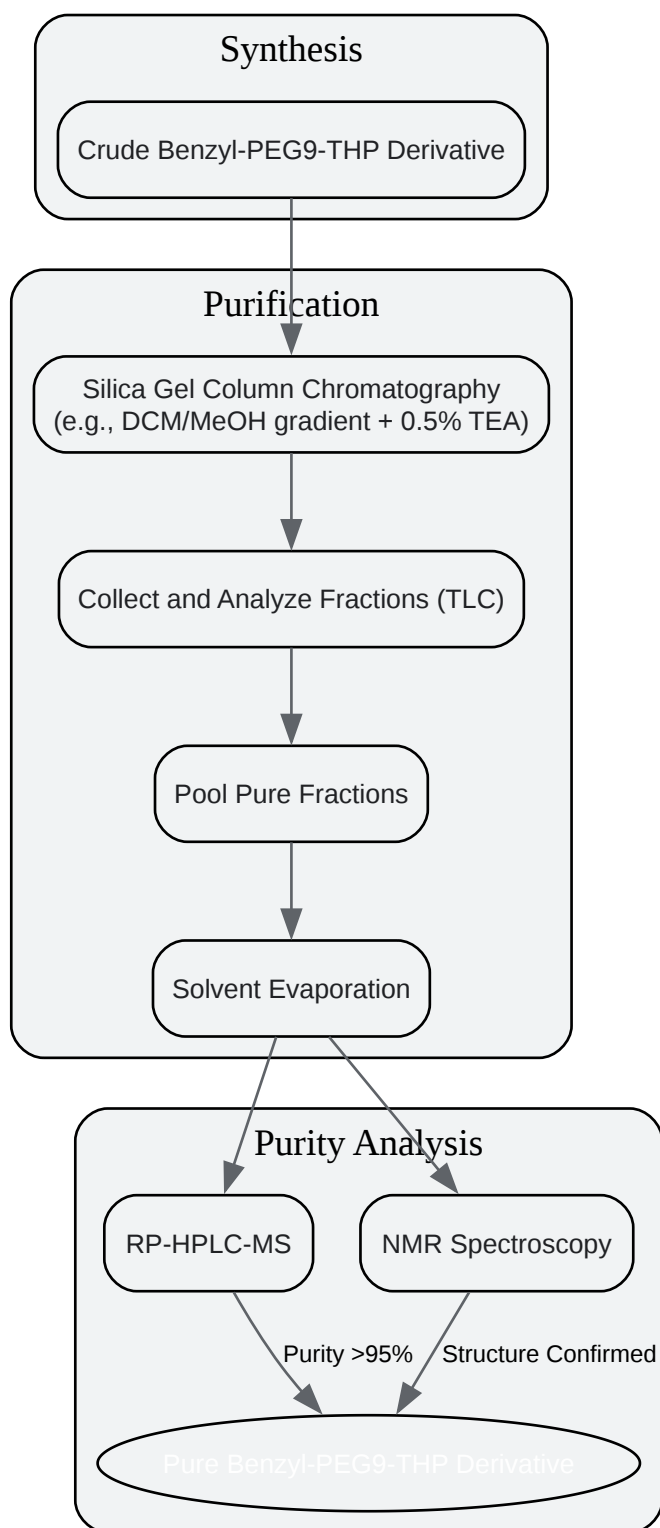 Synthesis
Crude Benzyl-PEG9-THP Derivative
Purification
Silica Gel Column Chromatography
(e.g., DCM/MeOH gradient + 0.5% TEA)
Collect and Analyze Fractions (TLC)
Pool Pure Fractions
Solvent Evaporation
Purity Analysis
RP-HPLC-MS
NMR Spectroscopy
Purity >95%
Structure Confirmed
Pure Benzyl-PEG9-THP Derivative